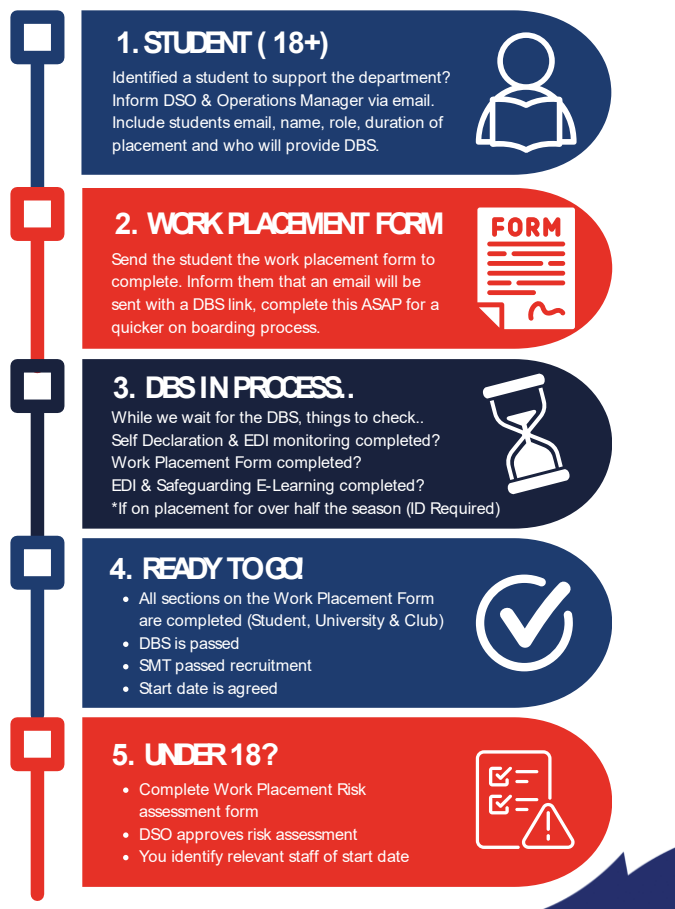 1. STUDENT ( 18+)
Identified a student to support the department?
Inform DSO & Operations Manager via email.
Include students email, name, role, duration of
placement and who will provide DBS.
2. WORK PLACEMENT FORM
FORM
Send the student the work placement form to
complete. Inform them that an email will be
sent with a DBS link, complete this ASAP for a
quicker on boarding process.
3. DBS IN PROCESS..
While we wait for the DBS, things to check..
Self Declaration & EDI monitoring completed?
Work Placement Form completed?
EDI & Safeguarding E-Learning completed?
*If on placement for over half the season (ID Required)
4. READY TO GO!
• All sections on the Work Placement Form
are completed (Student, University & Club)
• DBS is passed
• SMT passed recruitment
• Start date is agreed
5. UNDER 18?
• Complete Work Placement Risk
assessment form
• DSO approves risk assessment
• You identify relevant staff of start date